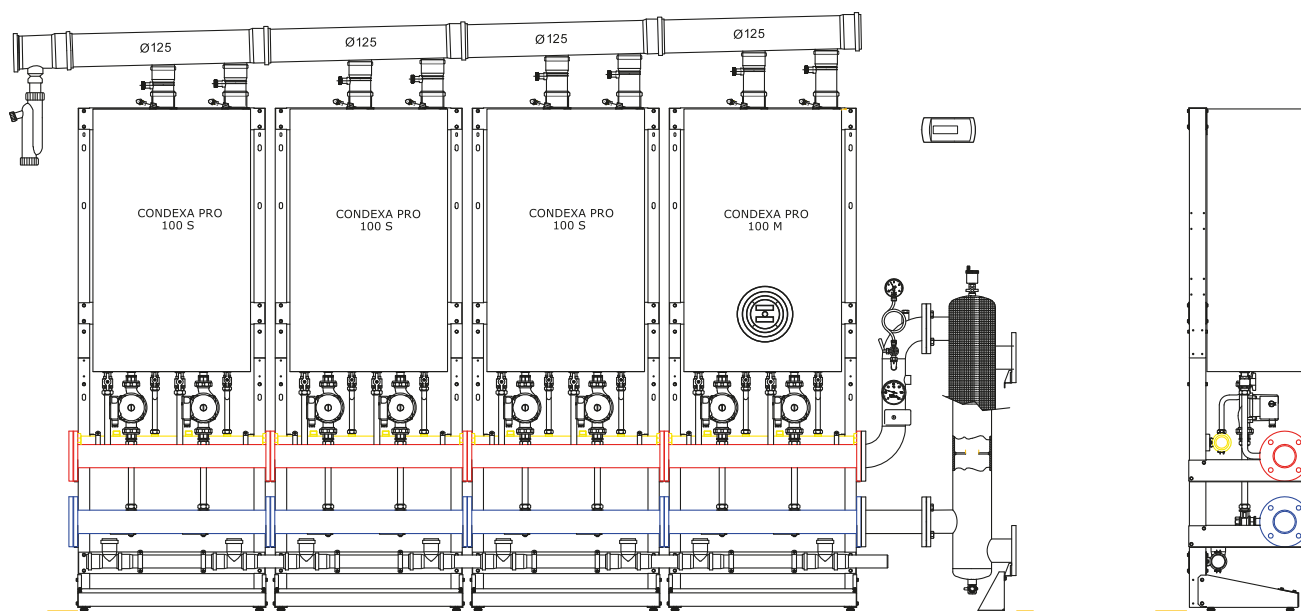 Ø125
Ø125
Ø125
Ø125
CONDEXA PRO
100 S
CONDEXA PRO
100 S
CONDEXA PRO
100 S
CONDEXA PRO
100 M